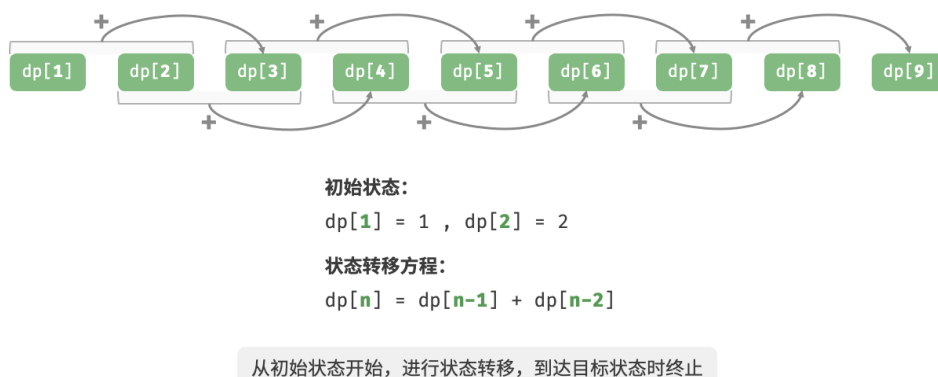 + + + +
dp[1] dp[2] dp[3] dp[4] dp[5] dp[6] dp[7] dp[8] dp[9]
+ + +
初始状态:
dp[1] = 1 , dp[2] = 2
状态转移方程:
dp[n] = dp[n-1] + dp[n-2]
从初始状态开始，进行状态转移，到达目标状态时终止